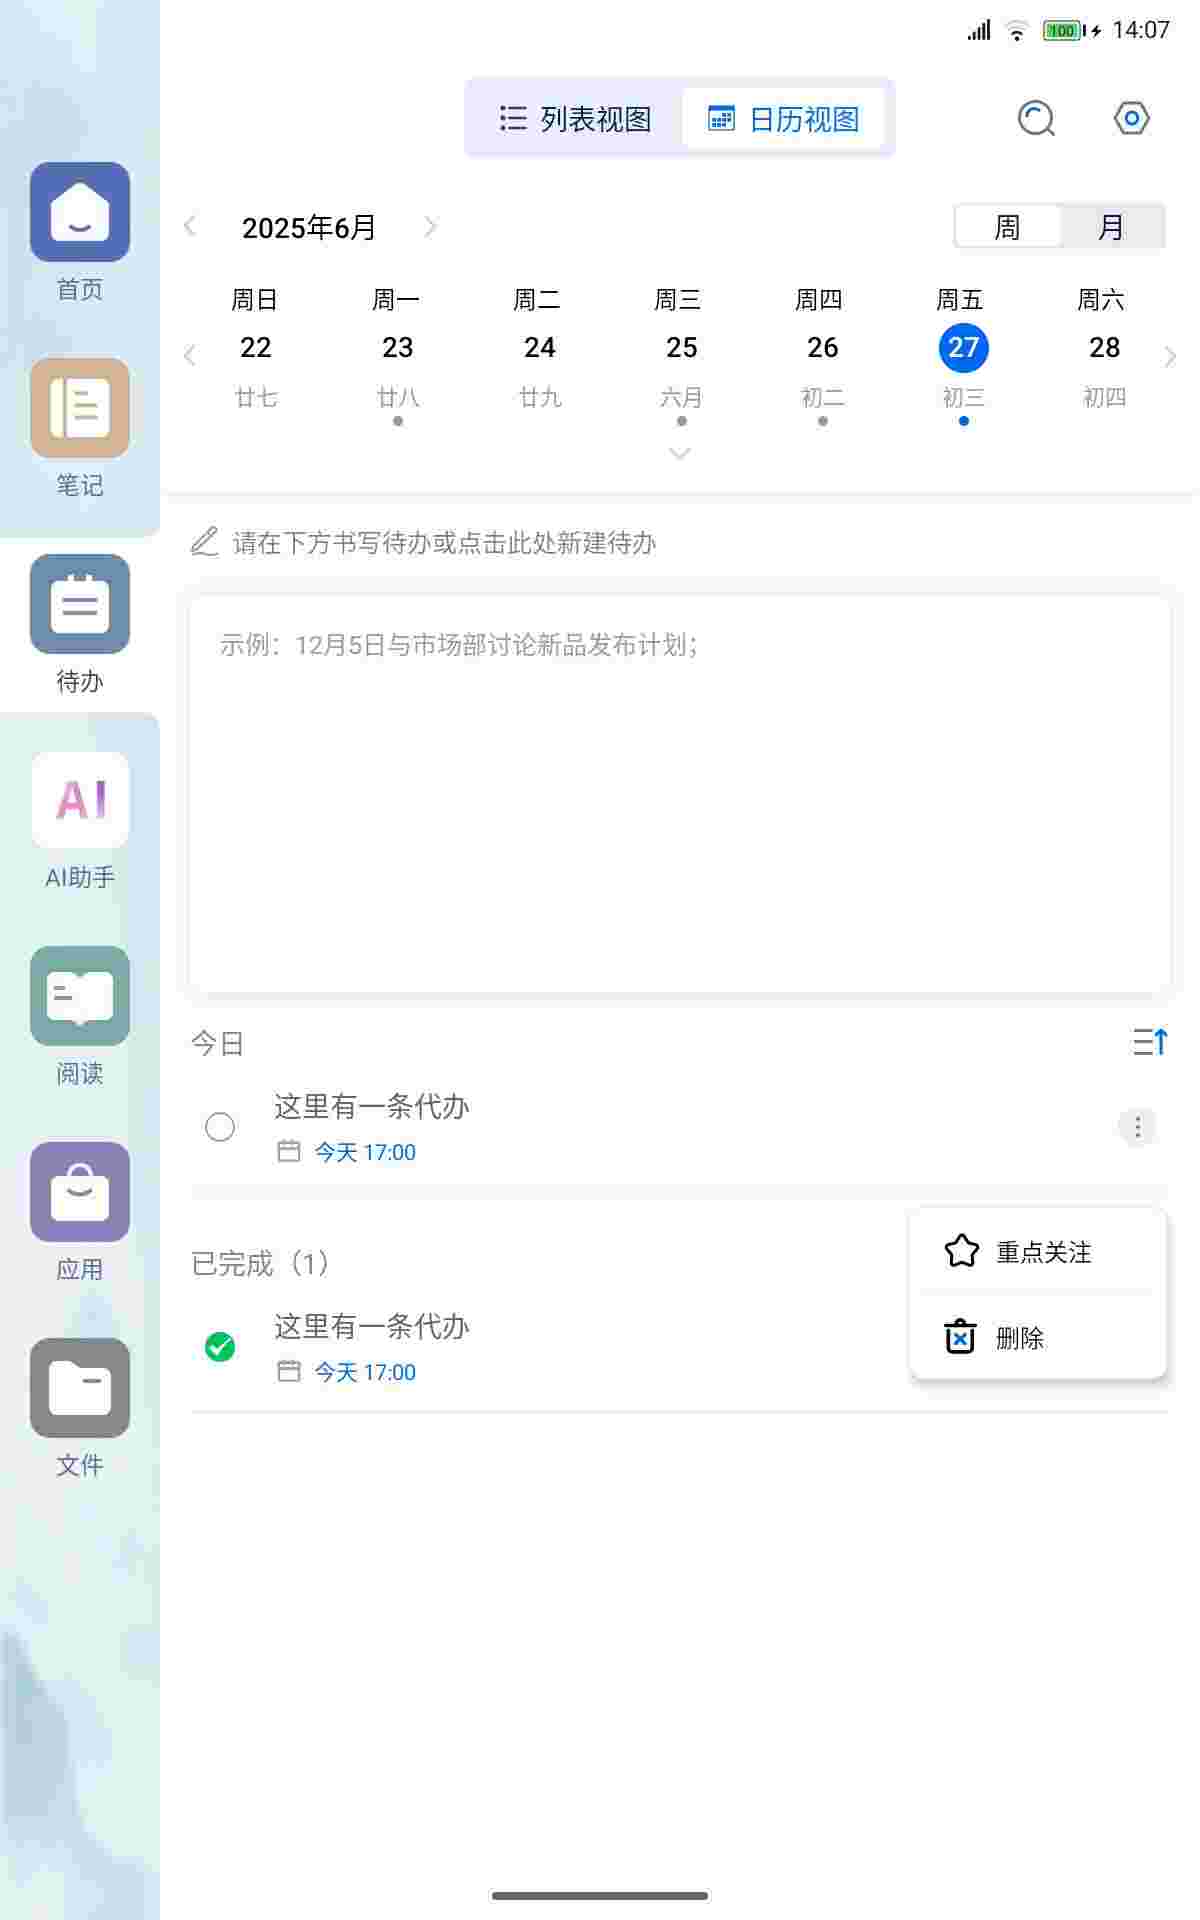 100 14:07
列表视图 日历视图
2025年6月 周 月
周日 周一 周二 周三 周四 周五 周六
22 23 24 25 26 27 28
廿七 廿八 廿九 六月 初二 初三 初四
请在下方书写待办或点击此处新建待办
示例：12月5日与市场部讨论新品发布计划；
今日
这里有一条代办
今天 17:00
已完成（1）
这里有一条代办
今天 17:00
重点关注
删除
首页
笔记
待办
AI
AI助手
阅读
应用
文件